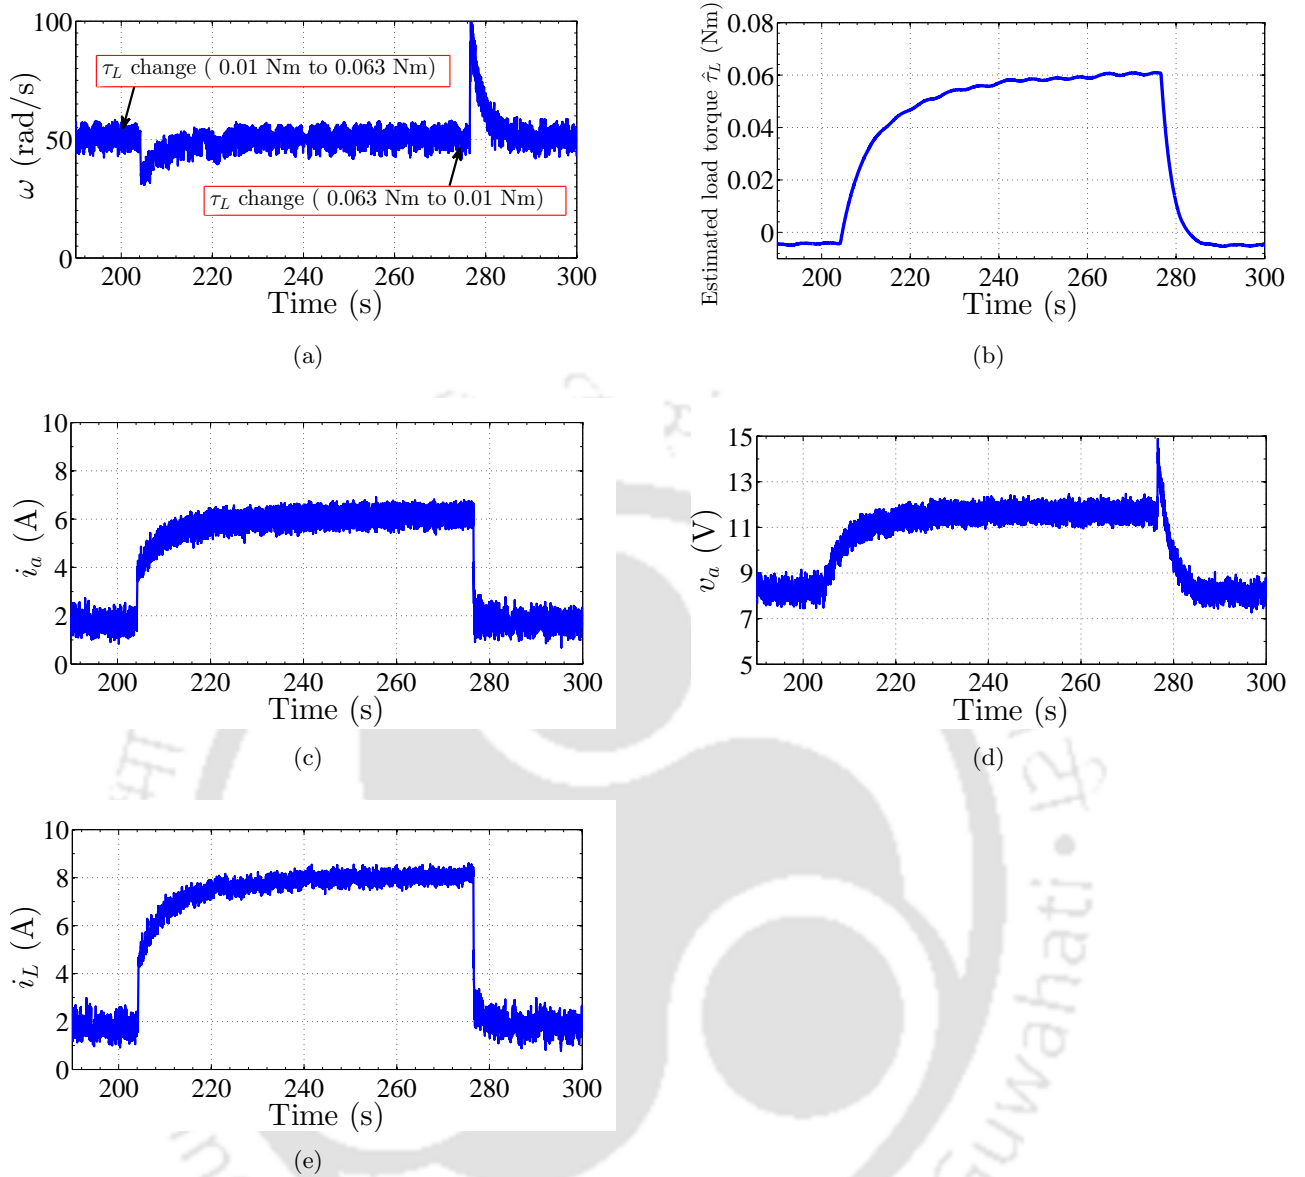 100
50
0
ω (rad/s)
τ_L change ( 0.01 Nm to 0.063 Nm)
τ_L change ( 0.063 Nm to 0.01 Nm)
200 220 240 260 280 300
Time (s)
(a)
0.08
0.06
0.04
0.02
0
Estimated load torque τ̂_L (Nm)
200 220 240 260 280 300
Time (s)
(b)
10
8
6
4
2
0
i_a (A)
200 220 240 260 280 300
Time (s)
(c)
15
13
11
9
7
5
v_a (V)
200 220 240 260 280 300
Time (s)
(d)
10
8
6
4
2
0
i_L (A)
200 220 240 260 280 300
Time (s)
(e)
Guwahati